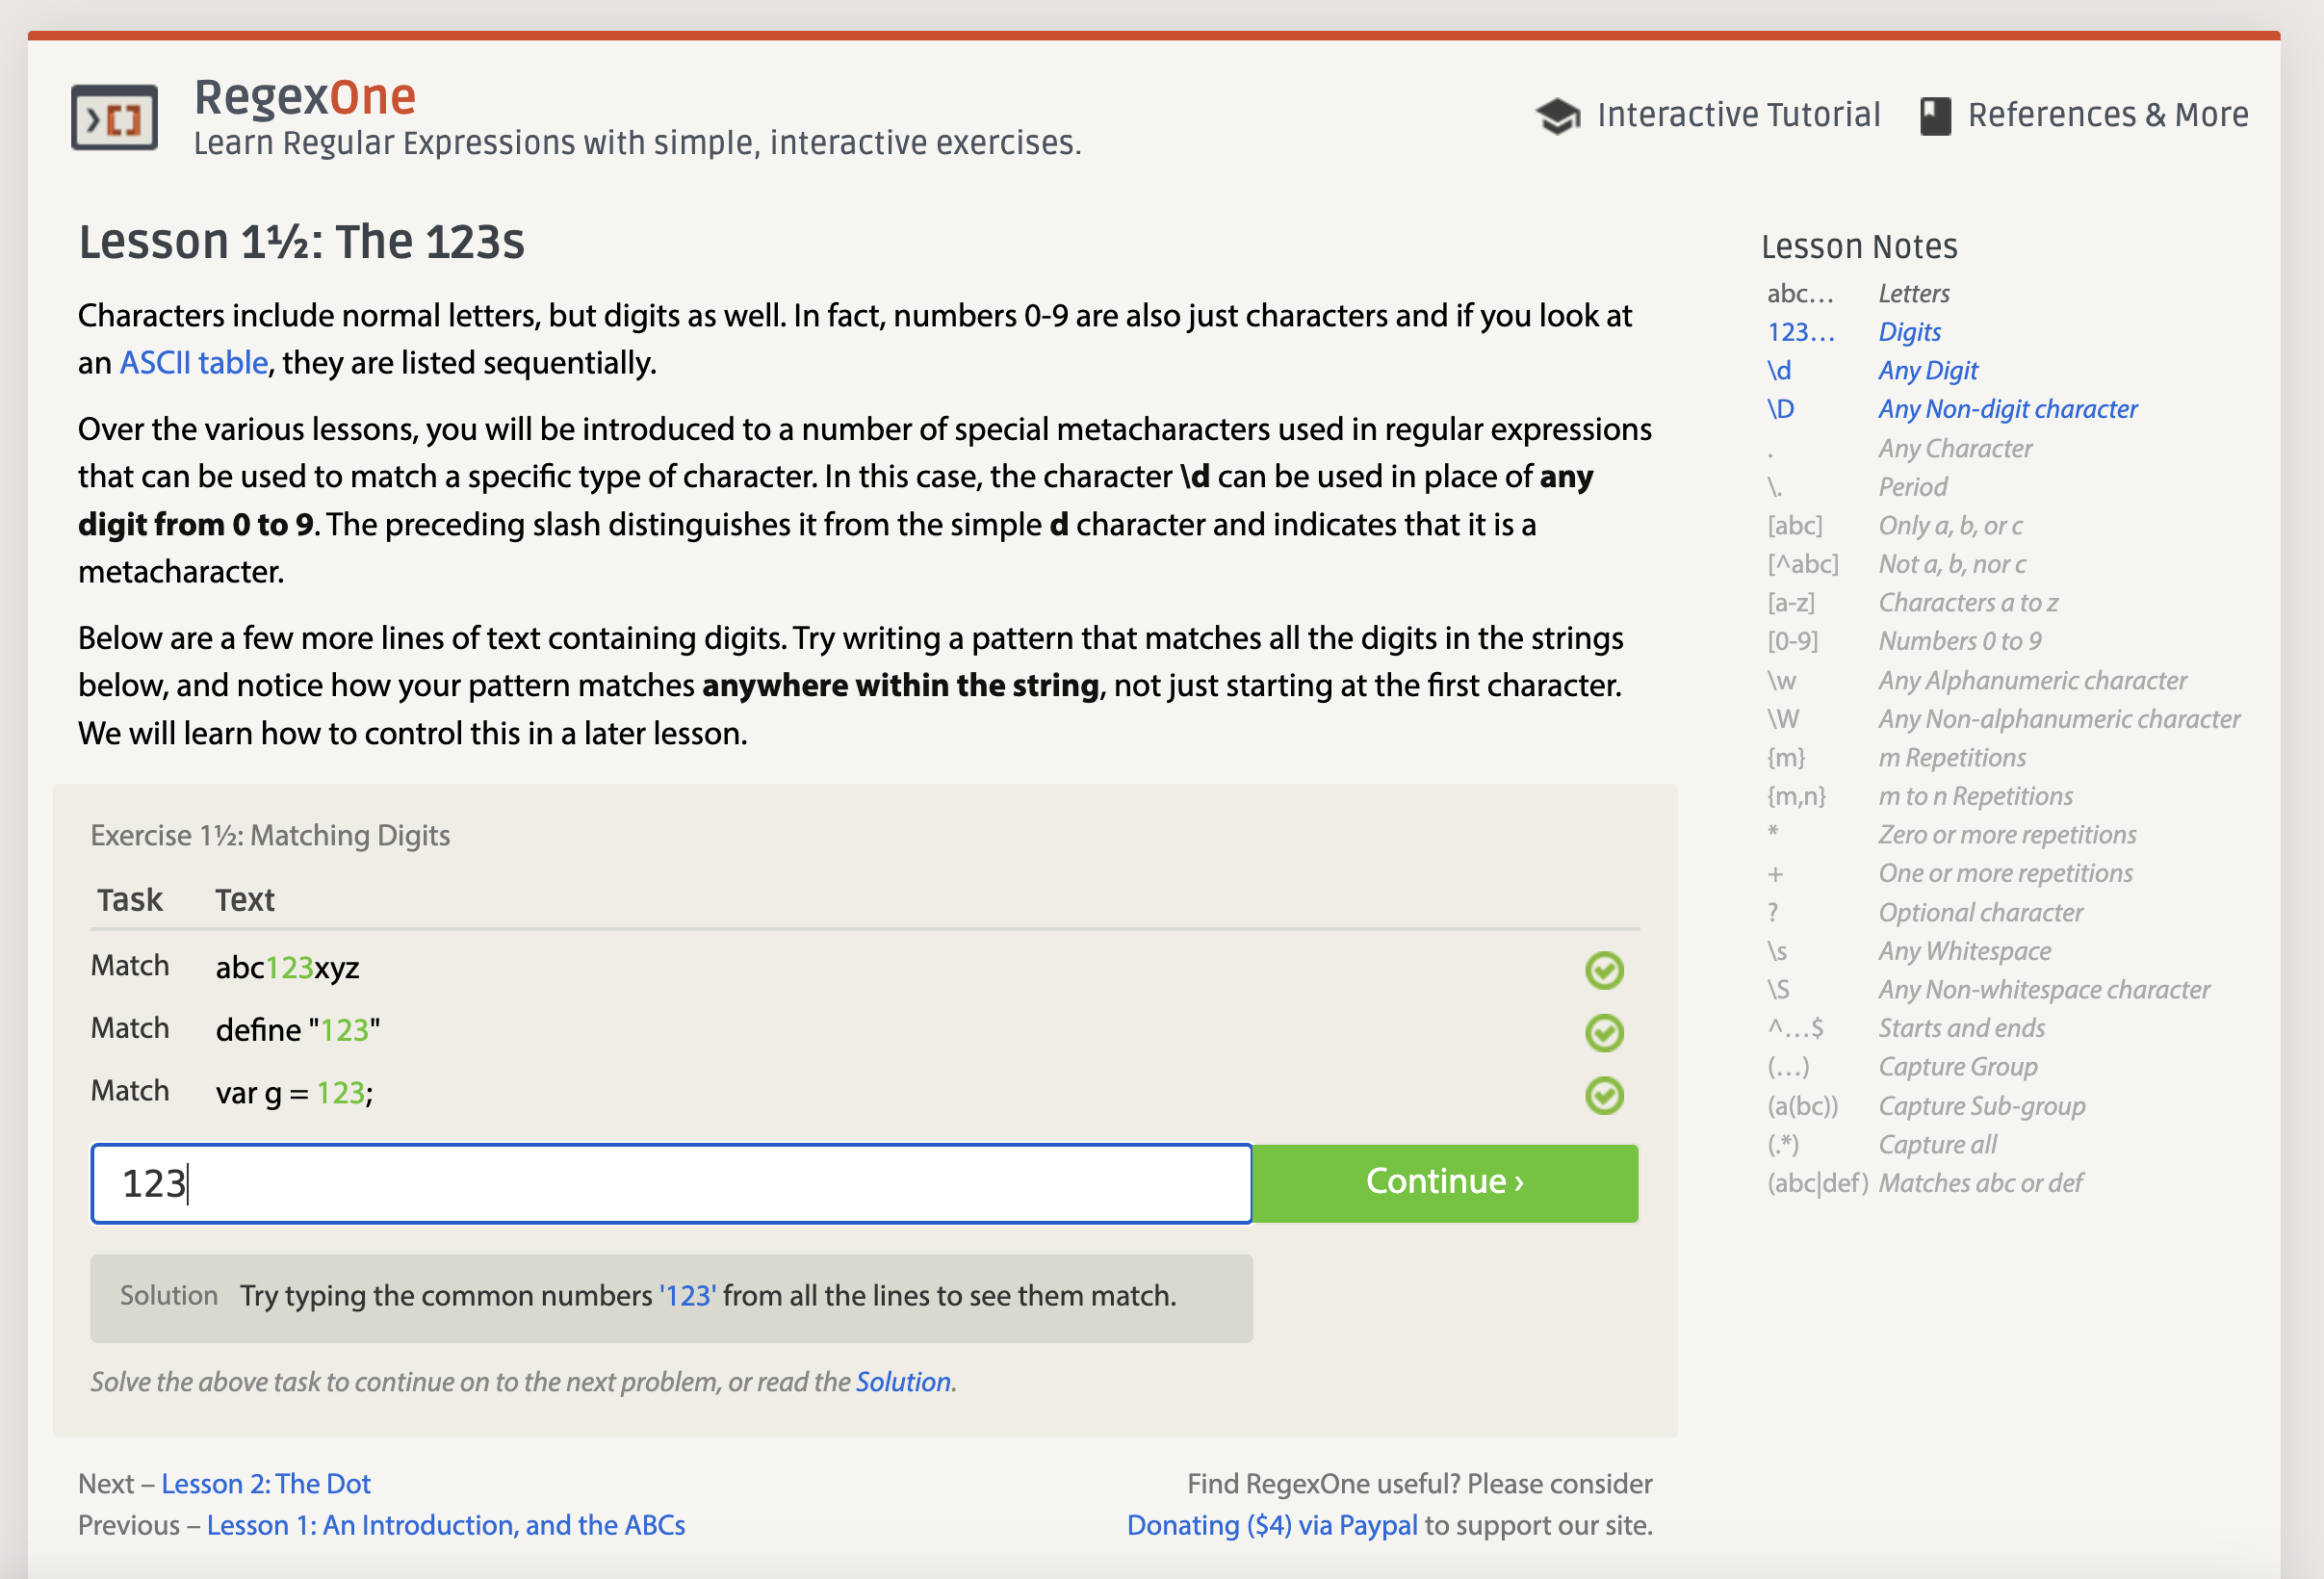 RegexOne
Learn Regular Expressions with simple, interactive exercises.
Interactive Tutorial
References & More
Lesson 1½: The 123s
Characters include normal letters, but digits as well. In fact, numbers 0-9 are also just characters and if you look at
an ASCII table, they are listed sequentially.
Over the various lessons, you will be introduced to a number of special metacharacters used in regular expressions
that can be used to match a specific type of character. In this case, the character \d can be used in place of any
digit from 0 to 9. The preceding slash distinguishes it from the simple d character and indicates that it is a
metacharacter.
Below are a few more lines of text containing digits. Try writing a pattern that matches all the digits in the strings
below, and notice how your pattern matches anywhere within the string, not just starting at the first character.
We will learn how to control this in a later lesson.
Exercise 1½: Matching Digits
Task Text
Match abc123xyz
Match define "123"
Match var g = 123;
123
Continue ›
Solution Try typing the common numbers '123' from all the lines to see them match.
Solve the above task to continue on to the next problem, or read the Solution.
Next – Lesson 2: The Dot
Previous – Lesson 1: An Introduction, and the ABCs
Find RegexOne useful? Please consider
Donating ($4) via Paypal to support our site.
Lesson Notes
abc… Letters
123… Digits
\d Any Digit
\D Any Non-digit character
. Any Character
\. Period
[abc] Only a, b, or c
[^abc] Not a, b, nor c
[a-z] Characters a to z
[0-9] Numbers 0 to 9
\w Any Alphanumeric character
\W Any Non-alphanumeric character
{m} m Repetitions
{m,n} m to n Repetitions
* Zero or more repetitions
+ One or more repetitions
? Optional character
\s Any Whitespace
\S Any Non-whitespace character
^…$ Starts and ends
(…) Capture Group
(a(bc)) Capture Sub-group
(.*) Capture all
(abc|def) Matches abc or def